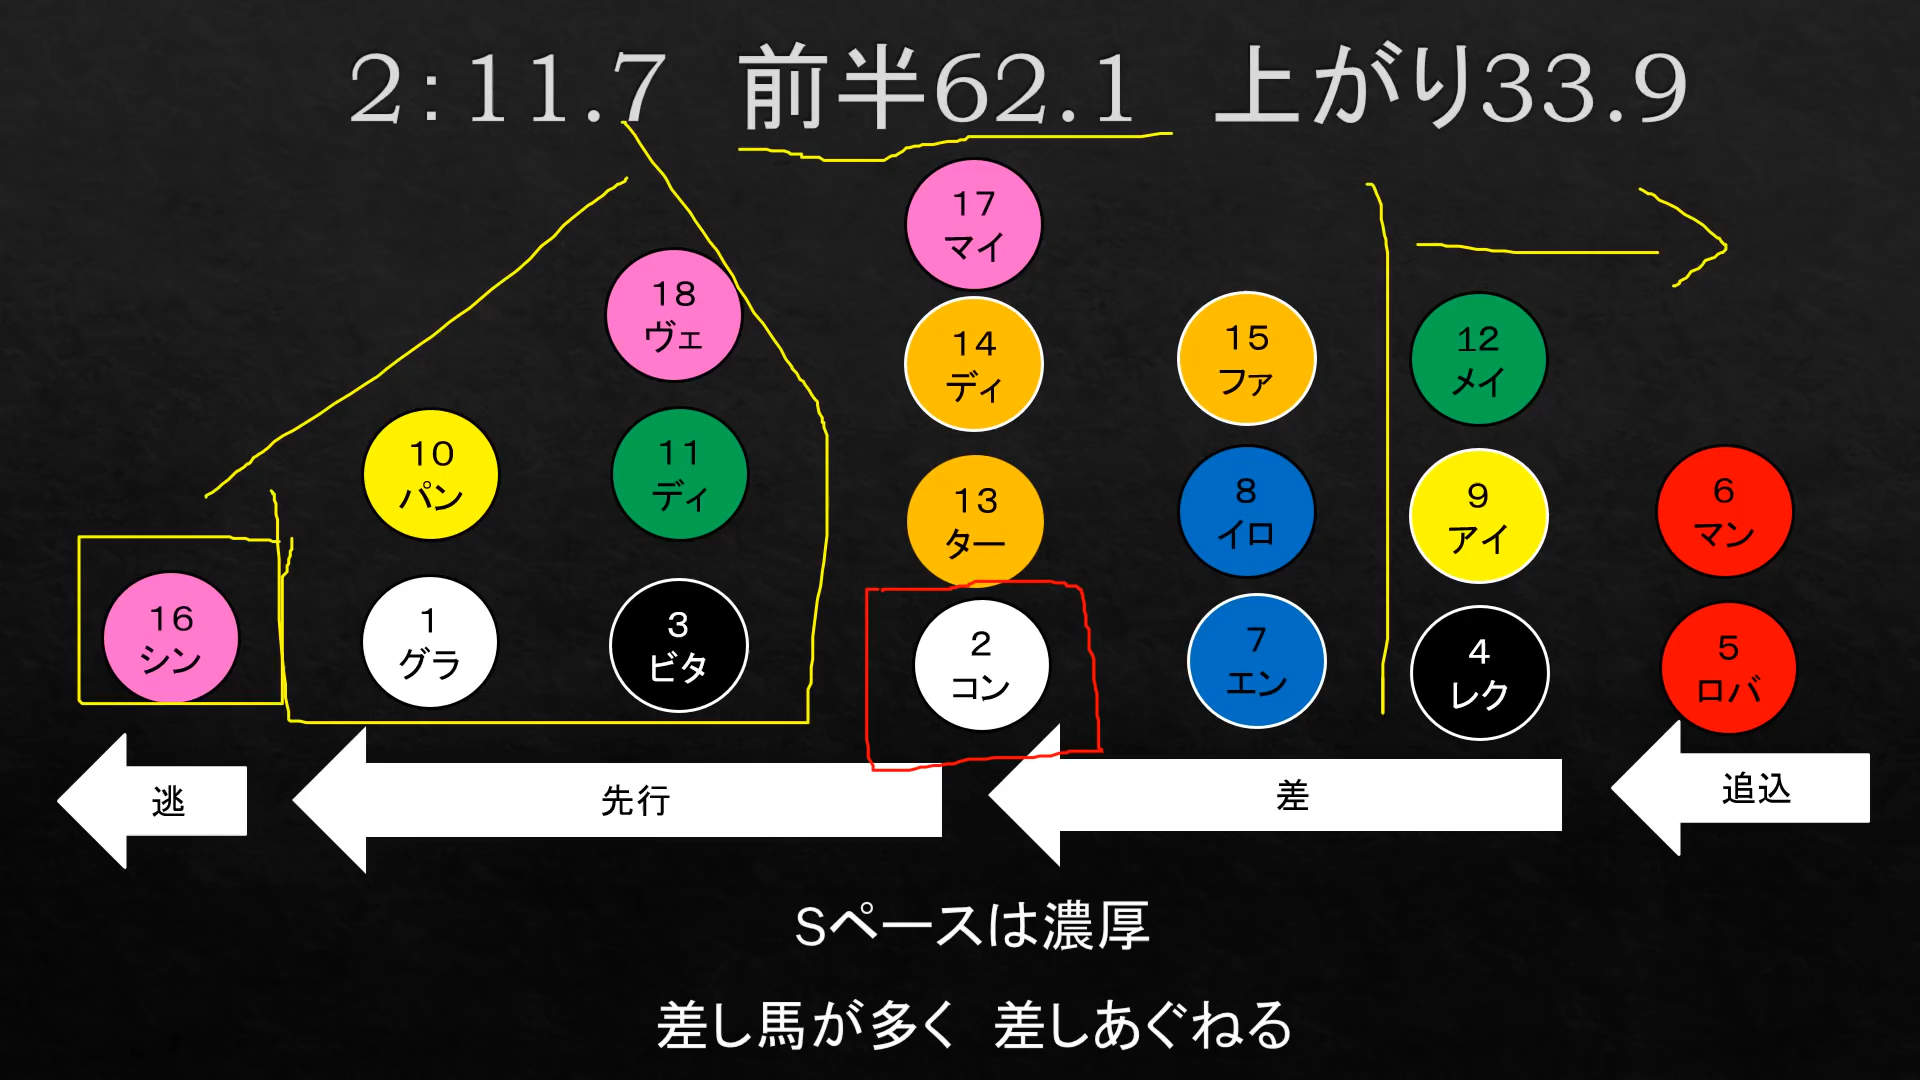 2:11.7 前半62.1 上がり33.9
17
マイ
18
ヴェ
14
ディ
15
ファ
12
メイ
10
パン
11
ディ
13
ター
8
イロ
9
アイ
6
マン
16
シン
1
グラ
3
ビタ
2
コン
7
エン
4
レク
5
ロバ
逃
先行
差
追込
Sペースは濃厚
差し馬が多く 差しあぐねる